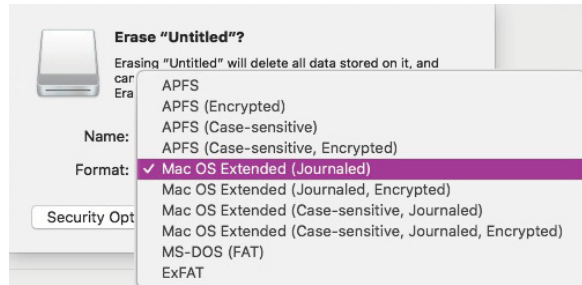 Erase “Untitled”?
Erasing “Untitled” will delete all data stored on it, and
can
Era
Name:
Format:
Security Opt
APFS
APFS (Encrypted)
APFS (Case-sensitive)
APFS (Case-sensitive, Encrypted)
✓ Mac OS Extended (Journaled)
Mac OS Extended (Journaled, Encrypted)
Mac OS Extended (Case-sensitive, Journaled)
Mac OS Extended (Case-sensitive, Journaled, Encrypted)
MS-DOS (FAT)
ExFAT